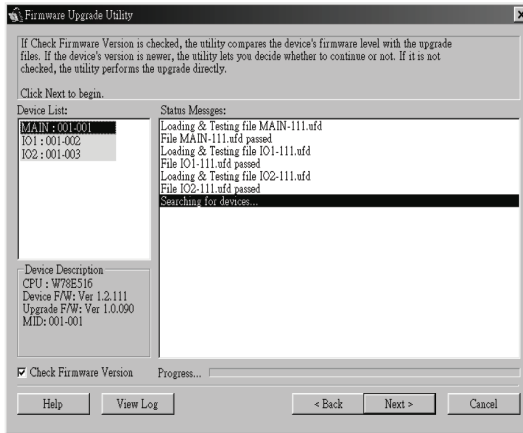 Firmware Upgrade Utility
If Check Firmware Version is checked, the utility compares the device's firmware level with the upgrade
files. If the device's version is newer, the utility lets you decide whether to continue or not. If it is not
checked, the utility performs the upgrade directly.
Click Next to begin.
Device List:
MAIN : 001-001
IO1 : 001-002
IO2 : 001-003
Status Messges:
Loading & Testing file MAIN-111.ufd
File MAIN-111.ufd passed
Loading & Testing file IO1-111.ufd
File IO1-111.ufd passed
Loading & Testing file IO2-111.ufd
File IO2-111.ufd passed
Searching for devices...
Device Description
CPU : W78E516
Device F/W: Ver 1.2.111
Upgrade F/W: Ver 1.0.090
MID: 001-001
Check Firmware Version
Progress...
Help
View Log
< Back
Next >
Cancel